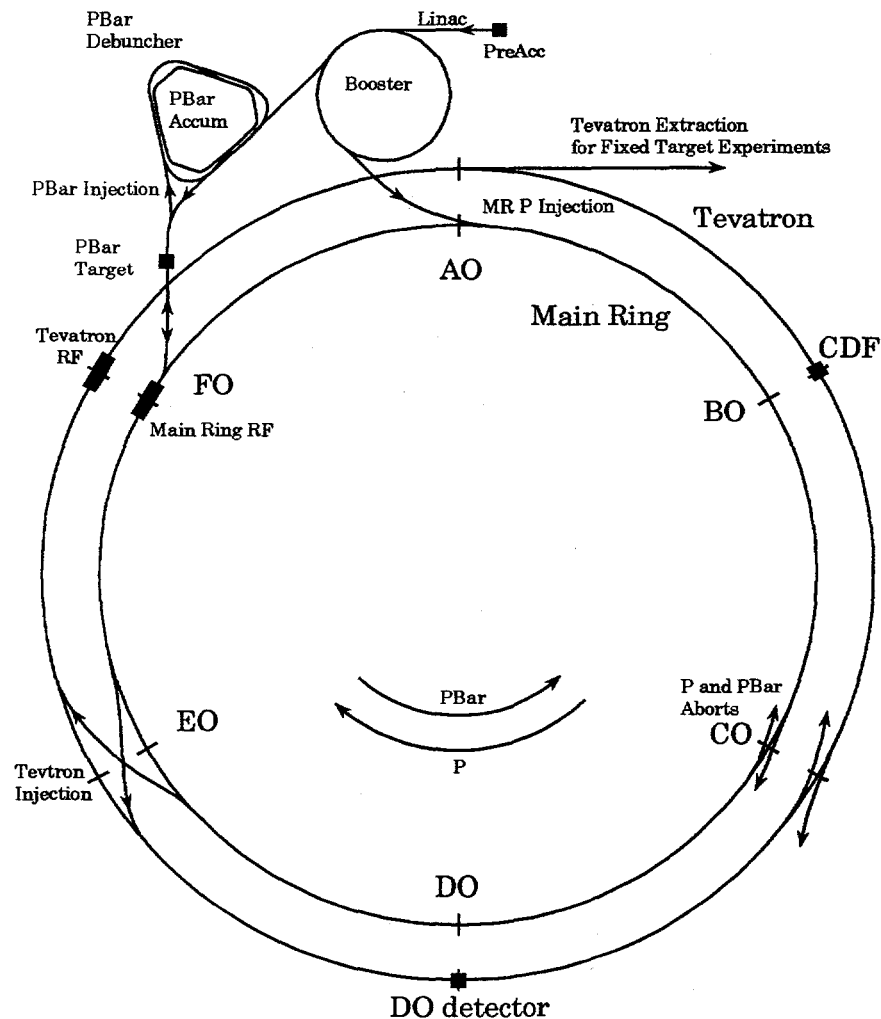 PBar
Debuncher
Linac
PreAcc
PBar
Accum
Booster
Tevatron Extraction
for Fixed Target Experiments
PBar Injection
MR P Injection
Tevatron
PBar
Target
AO
Main Ring
Tevatron
RF
CDF
FO
BO
Main Ring RF
PBar
P and PBar
Aborts
EO
CO
P
Tevtron
Injection
DO
DO detector